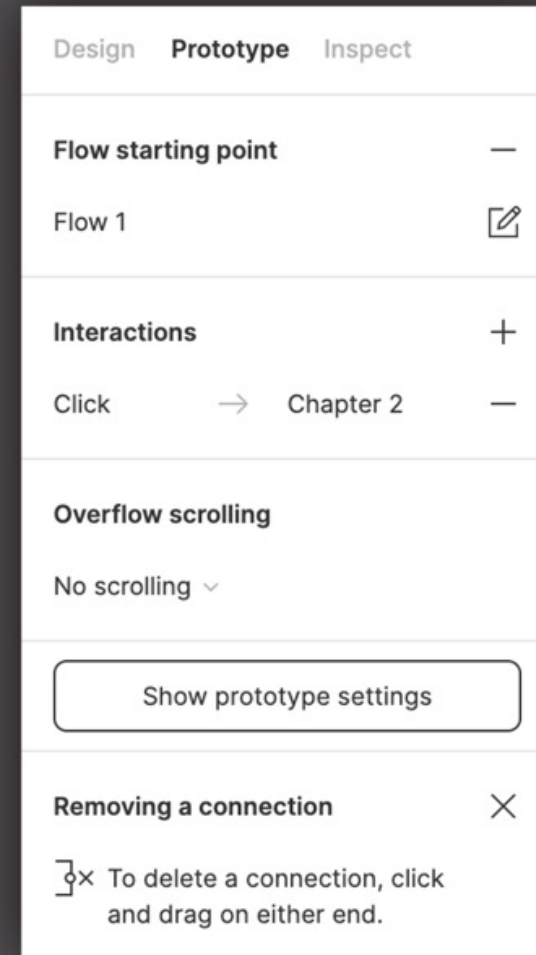 Design Prototype Inspect
Flow starting point
Flow 1
Interactions
Click → Chapter 2
Overflow scrolling
No scrolling
Show prototype settings
Removing a connection
To delete a connection, click
and drag on either end.